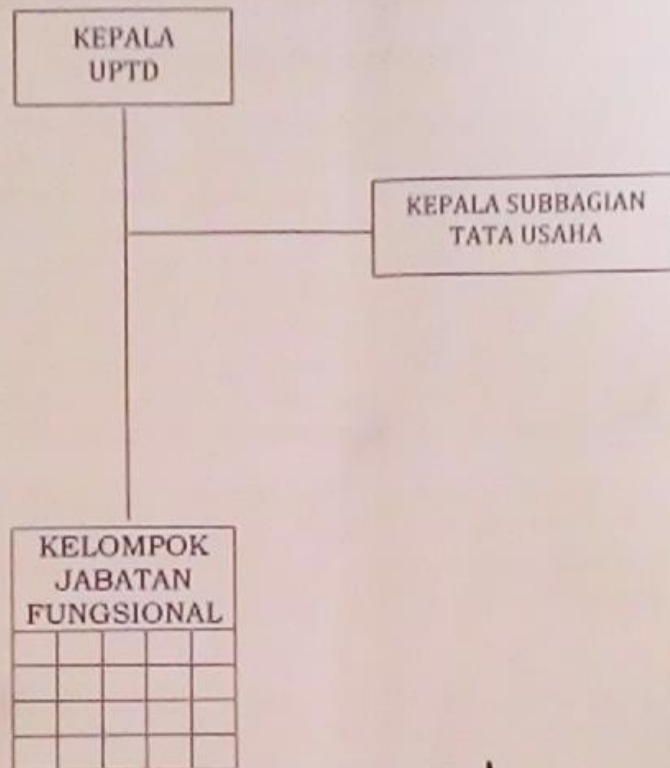 KEPALA
UPTD
KEPALA SUBBAGIAN
TATA USAHA
KELOMPOK
JABATAN
FUNGSIONAL